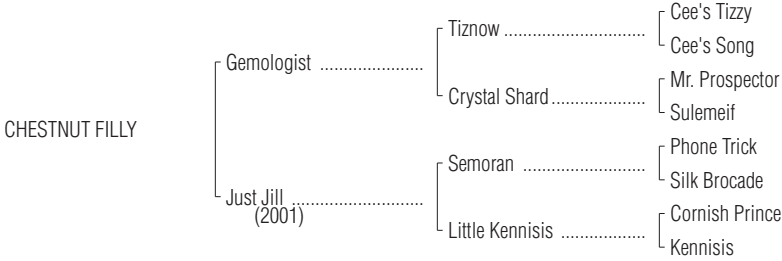 Cee's Tizzy
Tiznow ..............................
Cee's Song
Gemologist ......................
Mr. Prospector
Crystal Shard....................
Sulemeif
CHESTNUT FILLY
Phone Trick
Semoran ..........................
Silk Brocade
Just Jill ............................
(2001)
Cornish Prince
Little Kennisis ..................
Kennisis